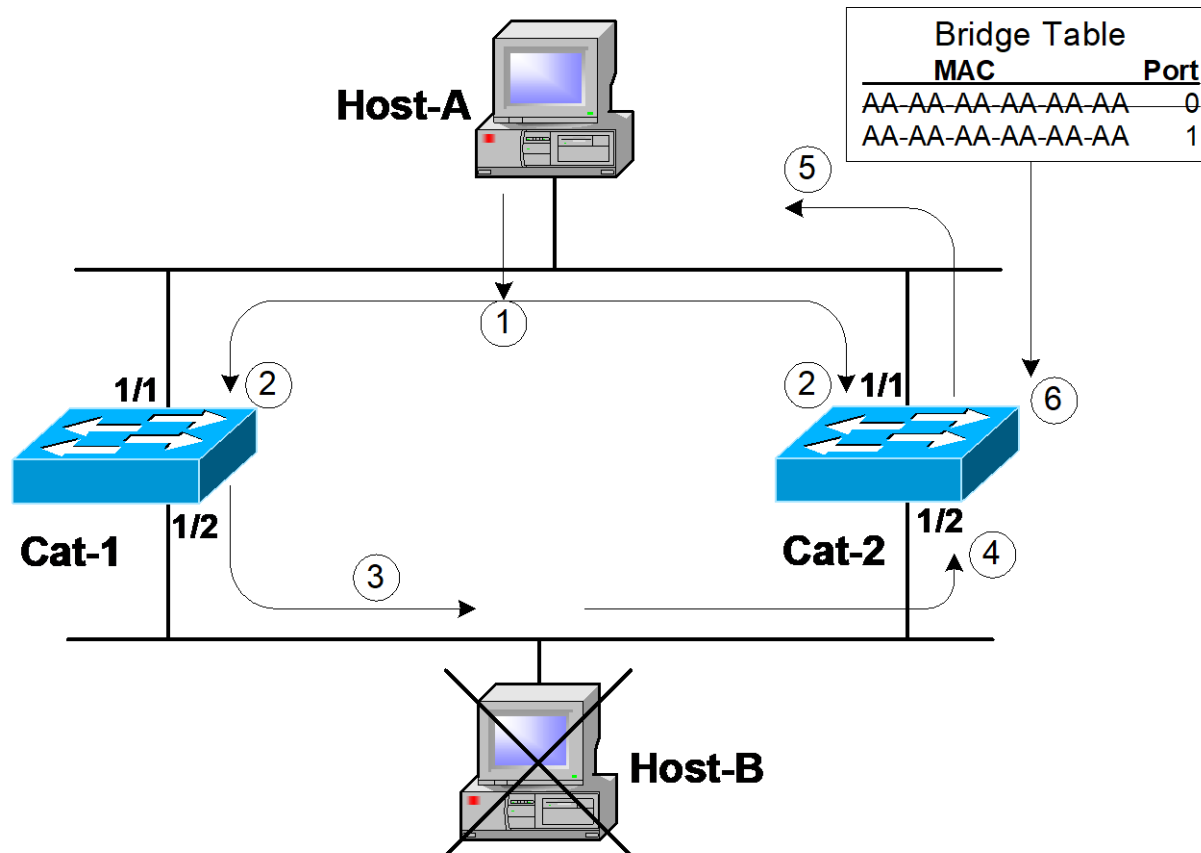 Bridge Table
MAC Port
AA-AA-AA-AA-AA-AA 0
AA-AA-AA-AA-AA-AA 1
Host-A
5
1
2
2
1/1
1/1
6
1/2
1/2
Cat-1
Cat-2
4
3
Host-B